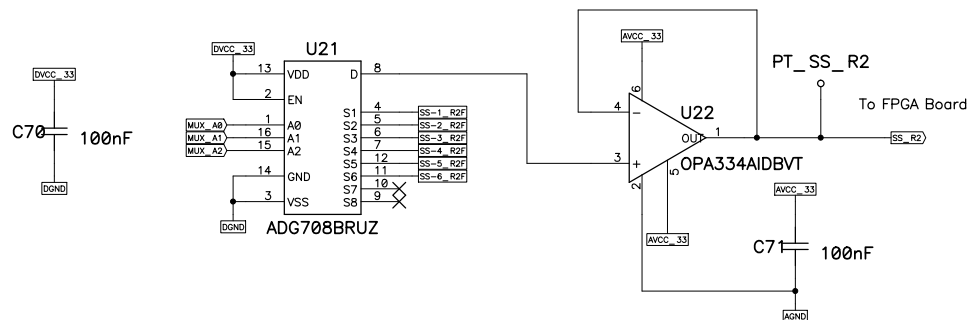 DVCC_33
C70
100nF
DGND
DVCC_33
U21
13
VDD
D
8
2
EN
MUX_A0
1
A0
MUX_A1
16
A1
MUX_A2
15
A2
S1
4
SS-1_R2F
S2
5
SS-2_R2F
S3
6
SS-3_R2F
S4
7
SS-4_R2F
S5
12
SS-5_R2F
S6
11
SS-6_R2F
S7
10
S8
9
14
GND
3
VSS
DGND
ADG708BRUZ
AVCC_33
6
4
-
U22
3
+
OUT
1
OPA334AIDBVT
2
5
AVCC_33
PT_SS_R2
To FPGA Board
SS_R2
AVCC_33
C71
100nF
AGND